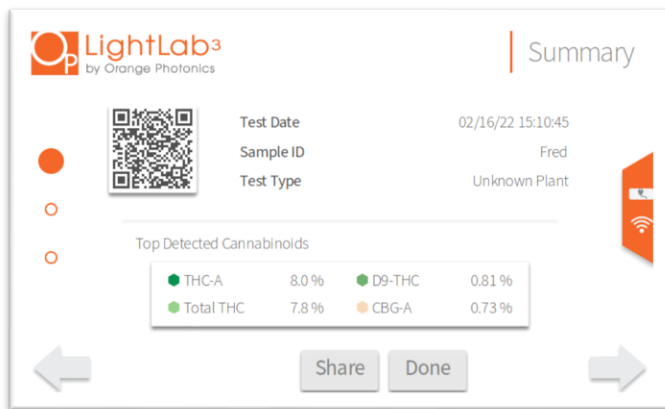 OP LightLab3
by Orange Photonics
Summary
Test Date 02/16/22 15:10:45
Sample ID Fred
Test Type Unknown Plant
Top Detected Cannabinoids
THC-A 8.0 % D9-THC 0.81 %
Total THC 7.8 % CBG-A 0.73 %
Share Done